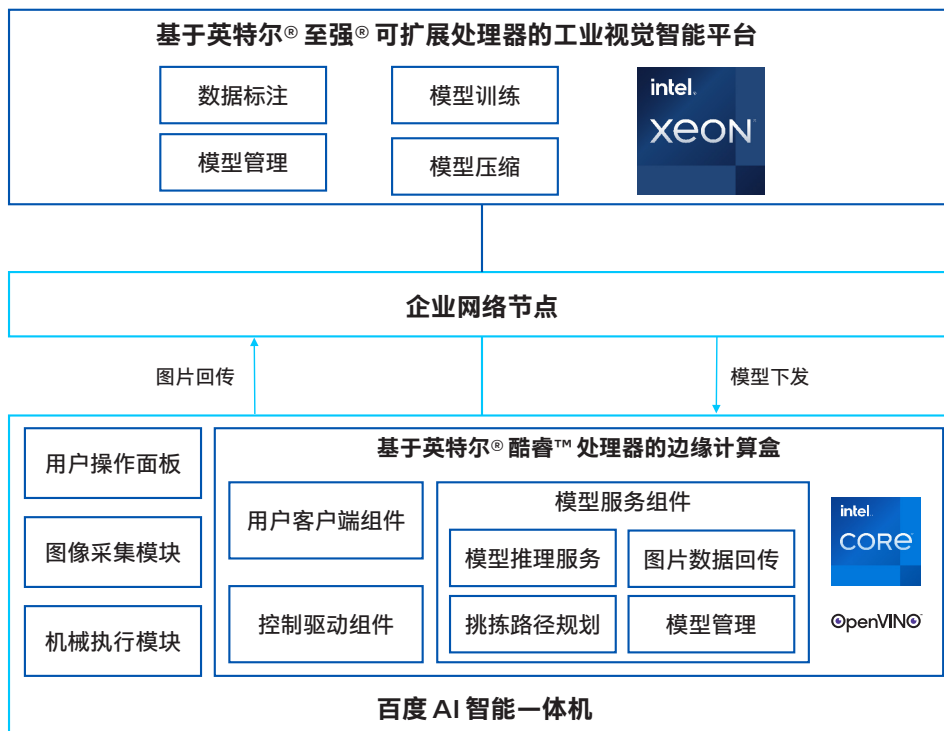 基于英特尔® 至强® 可扩展处理器的工业视觉智能平台
数据标注
模型训练
模型管理
模型压缩
intel.
xeon
企业网络节点
图片回传
模型下发
用户操作面板
图像采集模块
机械执行模块
基于英特尔® 酷睿™ 处理器的边缘计算盒
用户客户端组件
控制驱动组件
模型服务组件
模型推理服务
图片数据回传
挑拣路径规划
模型管理
intel.
CORe
OpenVINO
百度 AI 智能一体机